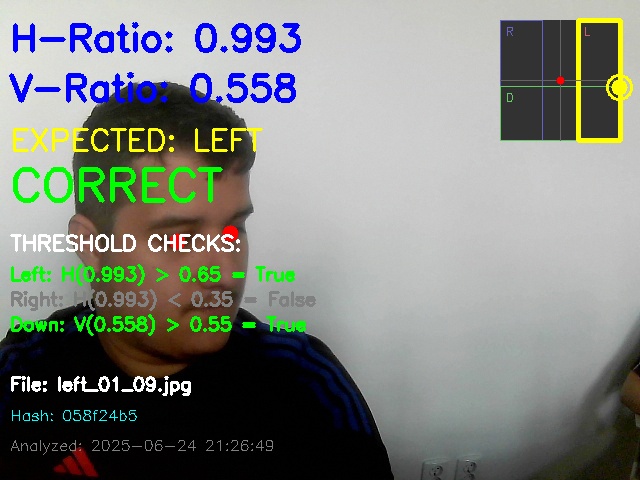 H-Ratio: 0.993
V-Ratio: 0.558
EXPECTED: LEFT
CORRECT
THRESHOLD CHECKS:
Left: H(0.993) > 0.65 = True
Right: H(0.993) < 0.35 = False
Down: V(0.558) > 0.55 = True
File: left_01_09.jpg
Hash: 058f24b5
Analyzed: 2025-06-24 21:26:49
R
L
D